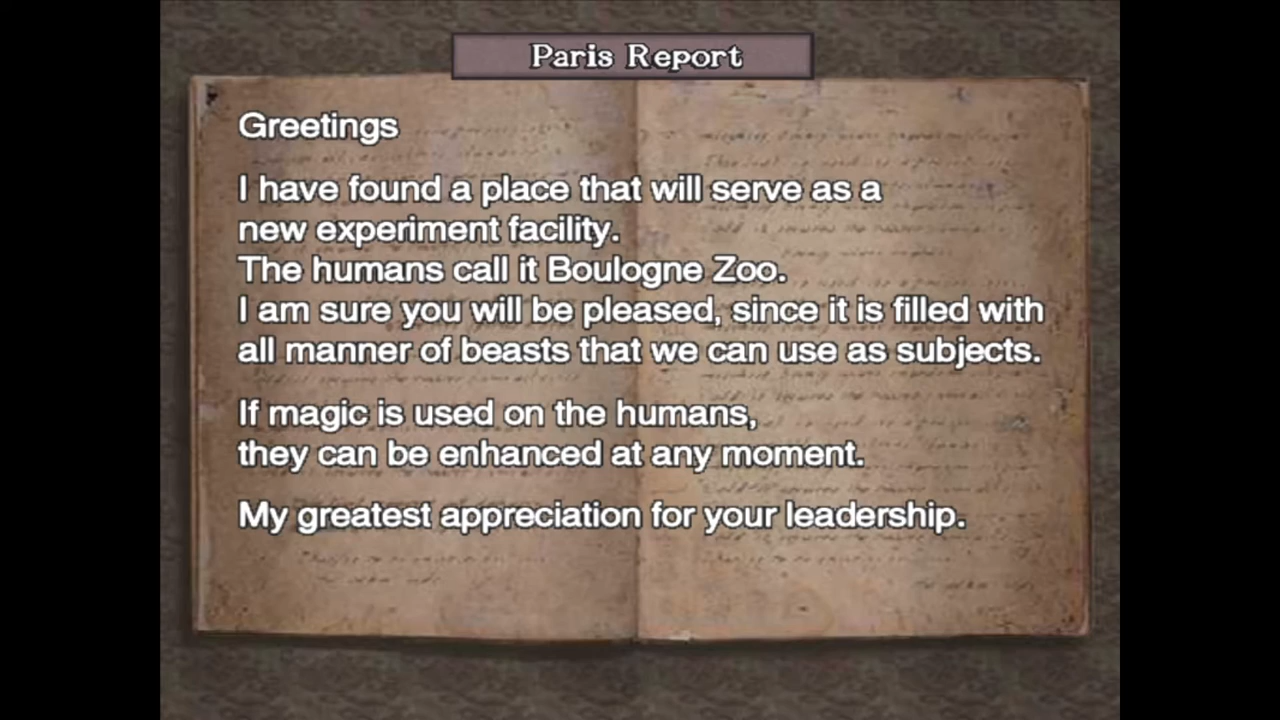 Paris Report
Greetings
I have found a place that will serve as a
new experiment facility.
The humans call it Boulogne Zoo.
I am sure you will be pleased, since it is filled with
all manner of beasts that we can use as subjects.
If magic is used on the humans,
they can be enhanced at any moment.
My greatest appreciation for your leadership.